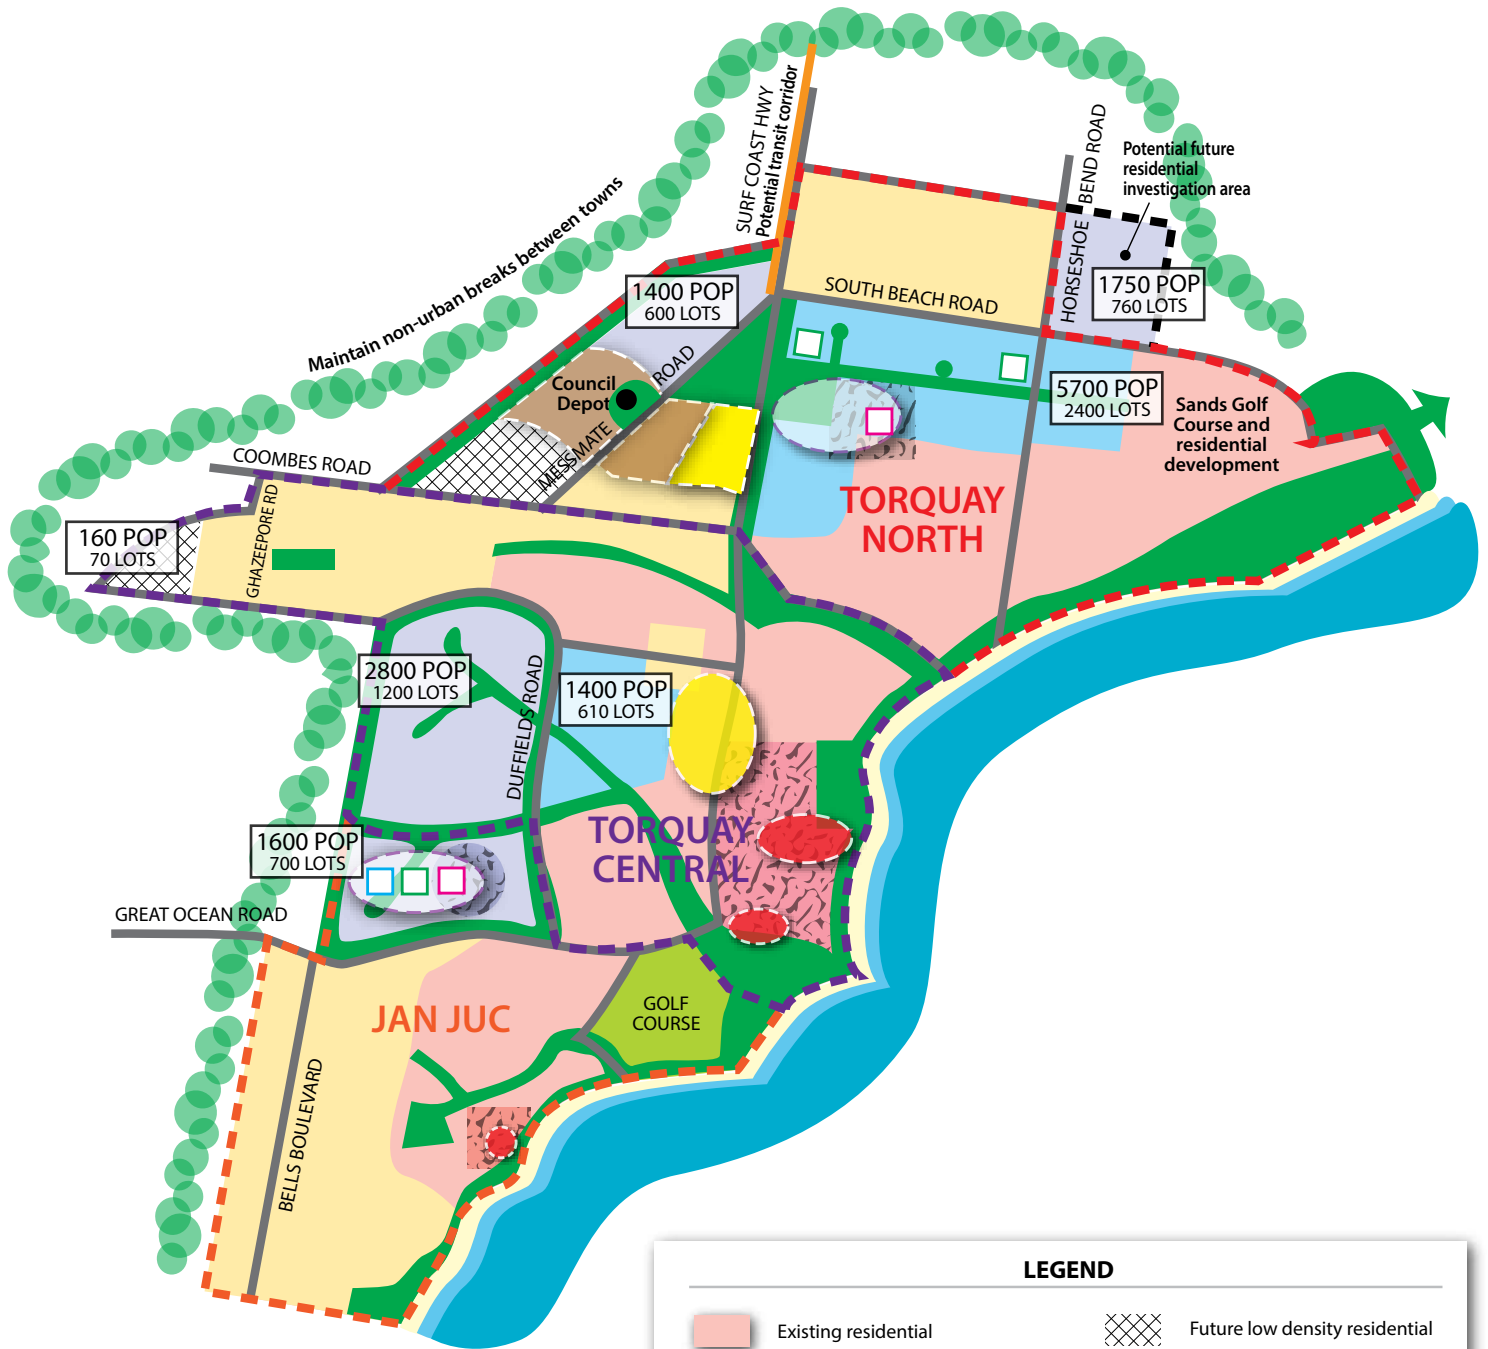 SURF COAST HWY
Potential transit corridor
HORSESHOE BEND ROAD
Potential future
residential
investigation area
Maintain non-urban breaks between towns
1400 POP
600 LOTS
SOUTH BEACH ROAD
1750 POP
760 LOTS
Council
Depot
MESSMATE ROAD
5700 POP
2400 LOTS
Sands Golf
Course and
residential
development
COOMBES ROAD
GHAZEEPORE RD
160 POP
70 LOTS
TORQUAY
NORTH
2800 POP
1200 LOTS
DUFFIELDS ROAD
1400 POP
610 LOTS
TORQUAY
CENTRAL
1600 POP
700 LOTS
GREAT OCEAN ROAD
JAN JUC
GOLF
COURSE
BELLS BOULEVARD
LEGEND
Existing residential
Future low density residential